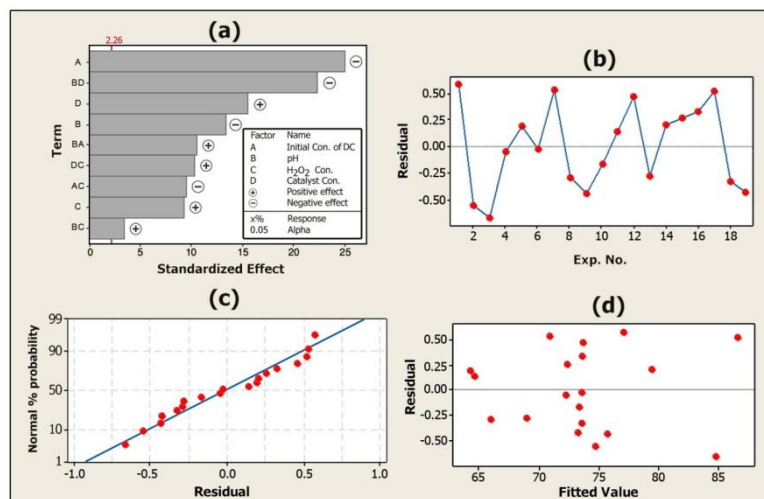 (a)
2.26
A
BD
D
B
BA
DC
AC
C
BC
Term
0 5 10 15 20 25
Standardized Effect
Factor Name
A Initial Con. of DC
B pH
C H₂O₂ Con.
D Catalyst Con.
⊕ Positive effect
⊖ Negative effect
x% Response
0.05 Alpha
(b)
0.50
0.25
0.00
-0.25
-0.50
Residual
2 4 6 8 10 12 14 16 18
Exp. No.
(c)
99
90
50
10
1
Normal % probability
-1.0 -0.5 0.0 0.5 1.0
Residual
(d)
0.50
0.25
0.00
-0.25
-0.50
Residual
65 70 75 80 85
Fitted Value